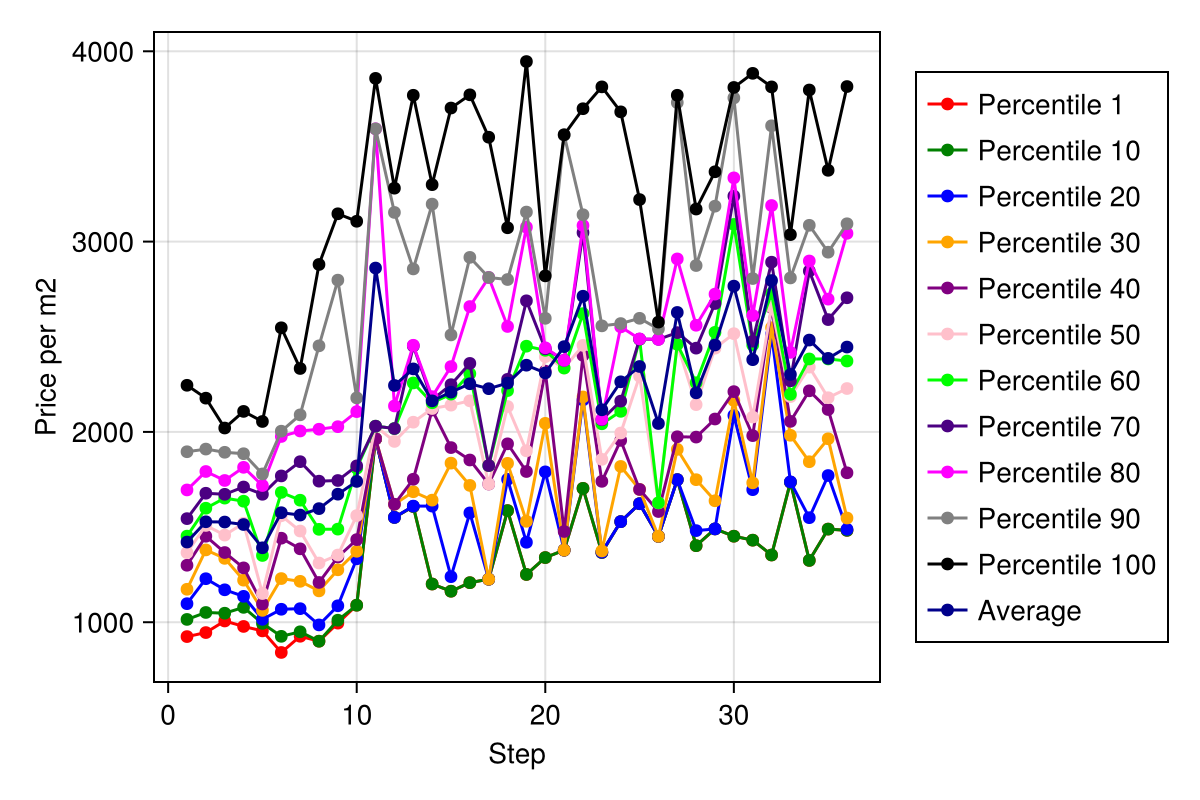 4000
3000
2000
1000
Price per m2
0 10 20 30
Step
Percentile 1
Percentile 10
Percentile 20
Percentile 30
Percentile 40
Percentile 50
Percentile 60
Percentile 70
Percentile 80
Percentile 90
Percentile 100
Average